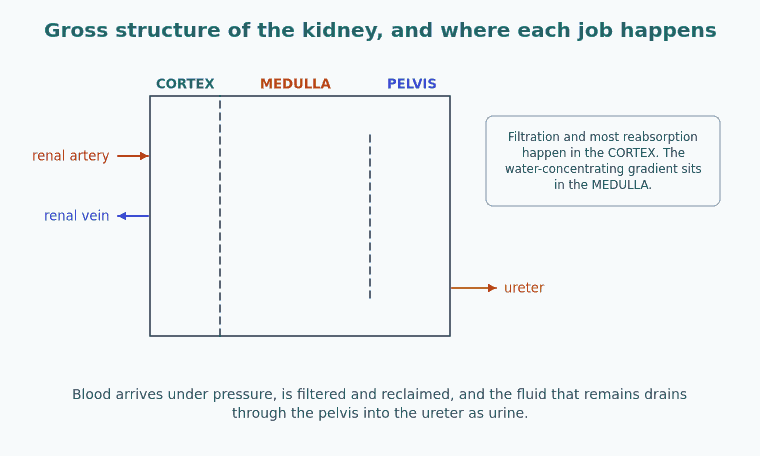 Gross structure of the kidney, and where each job happens
CORTEX
MEDULLA
PELVIS
renal artery
renal vein
Filtration and most reabsorption
happen in the CORTEX. The
water-concentrating gradient sits
in the MEDULLA.
ureter
Blood arrives under pressure, is filtered and reclaimed, and the fluid that remains drains
through the pelvis into the ureter as urine.